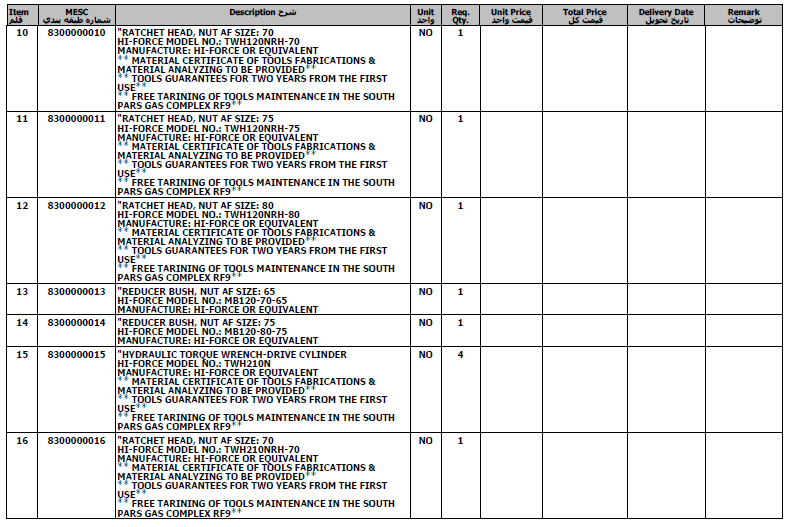 Item MESC Description شرح Unit Req. Unit Price Total Price Delivery Date Remark
قلم شماره طبقه بندي واحد Qty. قيمت واحد قيمت كل تاريخ تحويل توضيحات
10 8300000010 "RATCHET HEAD, NUT AF SIZE: 70 NO 1
HI-FORCE MODEL NO.: TWH120NRH-70
MANUFACTURE: HI-FORCE OR EQUIVALENT
** MATERIAL CERTIFICATE OF TOOLS FABRICATIONS &
MATERIAL ANALYZING TO BE PROVIDED**
** TOOLS GUARANTEES FOR TWO YEARS FROM THE FIRST
USE**
** FREE TARINING OF TOOLS MAINTENANCE IN THE SOUTH
PARS GAS COMPLEX RF9**
11 8300000011 "RATCHET HEAD, NUT AF SIZE: 75 NO 1
HI-FORCE MODEL NO.: TWH120NRH-75
MANUFACTURE: HI-FORCE OR EQUIVALENT
** MATERIAL CERTIFICATE OF TOOLS FABRICATIONS &
MATERIAL ANALYZING TO BE PROVIDED**
** TOOLS GUARANTEES FOR TWO YEARS FROM THE FIRST
USE**
** FREE TARINING OF TOOLS MAINTENANCE IN THE SOUTH
PARS GAS COMPLEX RF9**
12 8300000012 "RATCHET HEAD, NUT AF SIZE: 80 NO 1
HI-FORCE MODEL NO.: TWH120NRH-80
MANUFACTURE: HI-FORCE OR EQUIVALENT
** MATERIAL CERTIFICATE OF TOOLS FABRICATIONS &
MATERIAL ANALYZING TO BE PROVIDED**
** TOOLS GUARANTEES FOR TWO YEARS FROM THE FIRST
USE**
** FREE TARINING OF TOOLS MAINTENANCE IN THE SOUTH
PARS GAS COMPLEX RF9**
13 8300000013 "REDUCER BUSH, NUT AF SIZE: 65 NO 1
HI-FORCE MODEL NO.: MB120-70-65
MANUFACTURE: HI-FORCE OR EQUIVALENT
14 8300000014 "REDUCER BUSH, NUT AF SIZE: 75 NO 1
HI-FORCE MODEL NO.: MB120-80-75
MANUFACTURE: HI-FORCE OR EQUIVALENT
15 8300000015 "HYDRAULIC TORQUE WRENCH-DRIVE CYLINDER NO 4
HI-FORCE MODEL NO.: TWH210N
MANUFACTURE: HI-FORCE OR EQUIVALENT
** MATERIAL CERTIFICATE OF TOOLS FABRICATIONS &
MATERIAL ANALYZING TO BE PROVIDED**
** TOOLS GUARANTEES FOR TWO YEARS FROM THE FIRST
USE**
** FREE TARINING OF TOOLS MAINTENANCE IN THE SOUTH
PARS GAS COMPLEX RF9**
16 8300000016 "RATCHET HEAD, NUT AF SIZE: 70 NO 1
HI-FORCE MODEL NO.: TWH210NRH-70
MANUFACTURE: HI-FORCE OR EQUIVALENT
** MATERIAL CERTIFICATE OF TOOLS FABRICATIONS &
MATERIAL ANALYZING TO BE PROVIDED**
** TOOLS GUARANTEES FOR TWO YEARS FROM THE FIRST
USE**
** FREE TARINING OF TOOLS MAINTENANCE IN THE SOUTH
PARS GAS COMPLEX RF9**